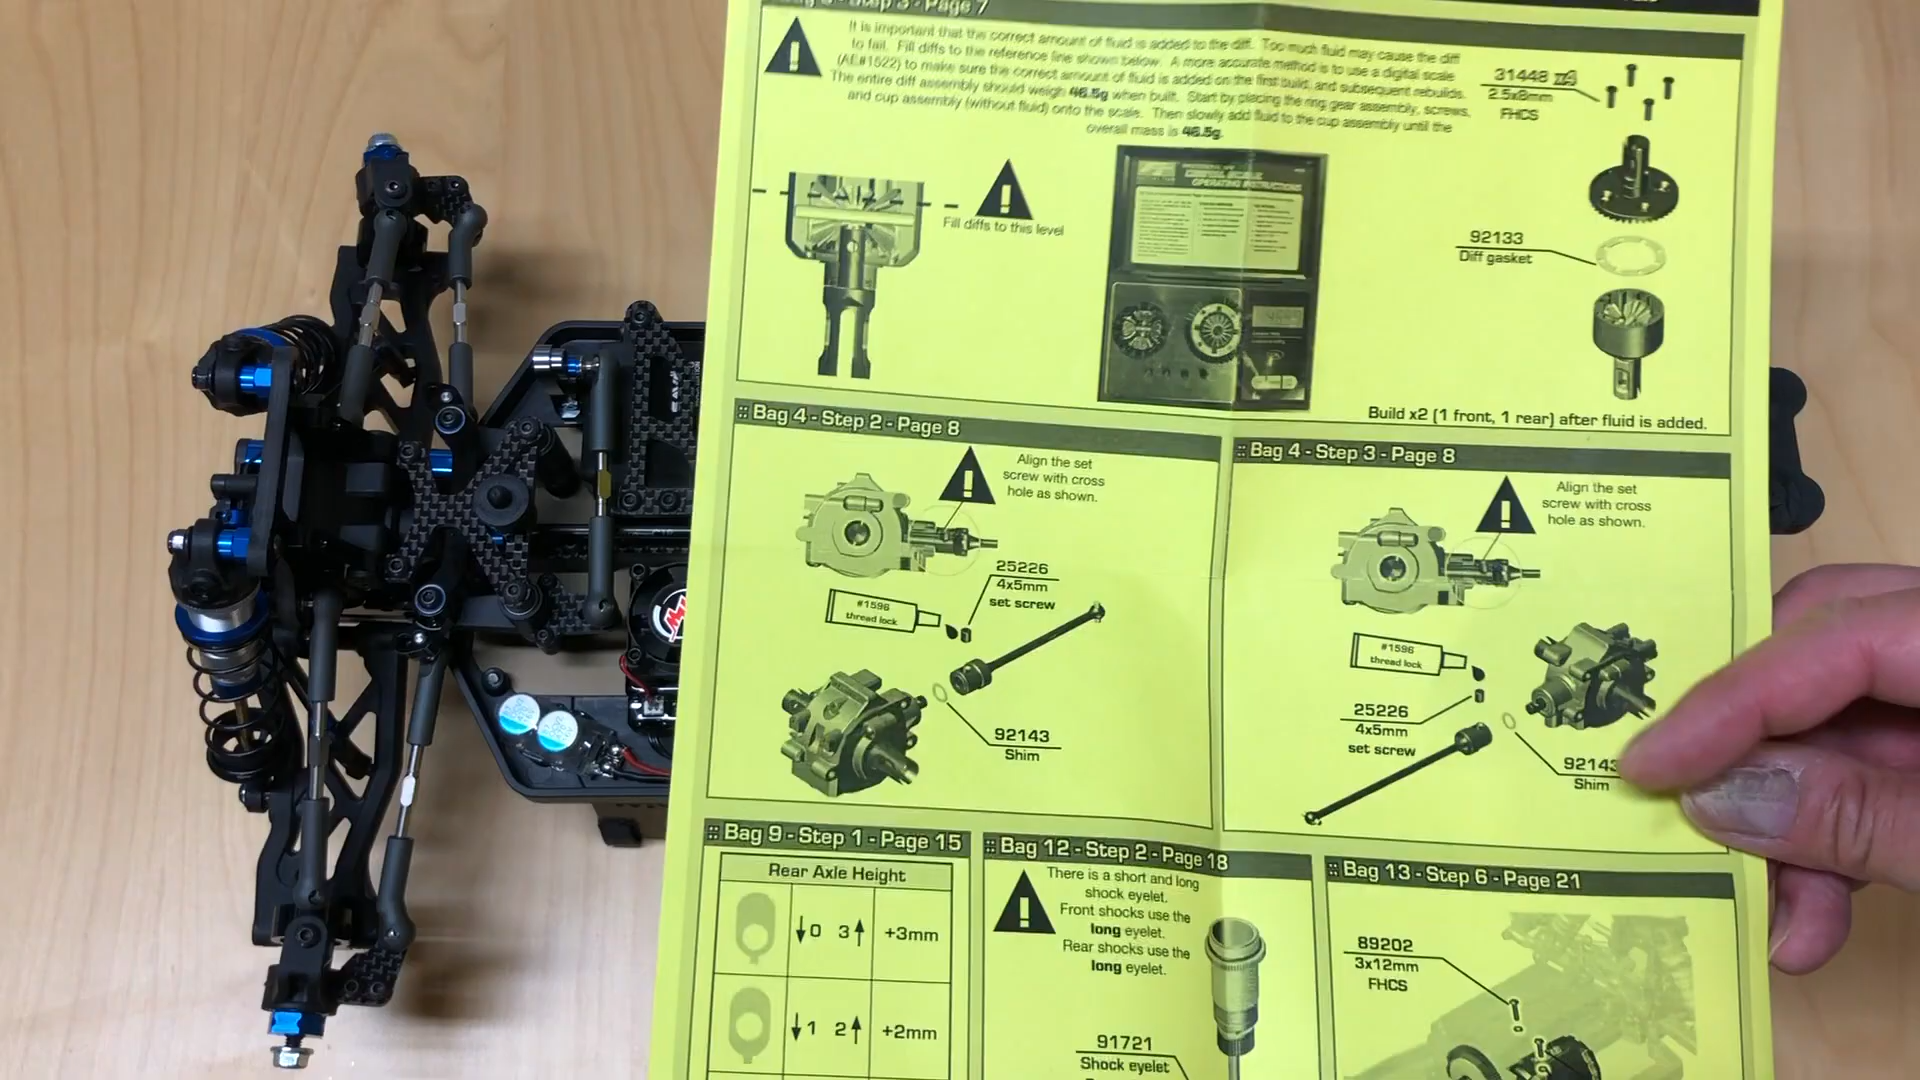 Step 3 - Page 7
It is important that the correct amount of fluid is added to the diff. Too much fluid may cause the diff
to fail. Fill diffs to the reference line shown below. A more accurate method is to use a digital scale
(AE#1522) to make sure the correct amount of fluid is added on the first build, and subsequent rebuilds.
The entire diff assembly should weigh 46.5g when built. Start by placing the ring gear assembly, screws,
and cup assembly (without fluid) onto the scale. Then slowly add fluid to the cup assembly until the
overall mass is 46.5g.
31448
2.5x8mm
FHCS
Fill diffs to this level
OPERATING INSTRUCTIONS
92133
Diff gasket
Build x2 (1 front, 1 rear) after fluid is added.
:: Bag 4 - Step 2 - Page 8
Align the set
screw with cross
hole as shown.
25226
4x5mm
set screw
#1596
thread lock
92143
Shim
:: Bag 4 - Step 3 - Page 8
Align the set
screw with cross
hole as shown.
#1596
thread lock
25226
4x5mm
set screw
92143
Shim
:: Bag 9 - Step 1 - Page 15
Rear Axle Height
↓0 3↑ +3mm
↓1 2↑ +2mm
:: Bag 12 - Step 2 - Page 18
There is a short and long
shock eyelet.
Front shocks use the
long eyelet.
Rear shocks use the
long eyelet.
91721
Shock eyelet
:: Bag 13 - Step 6 - Page 21
89202
3x12mm
FHCS